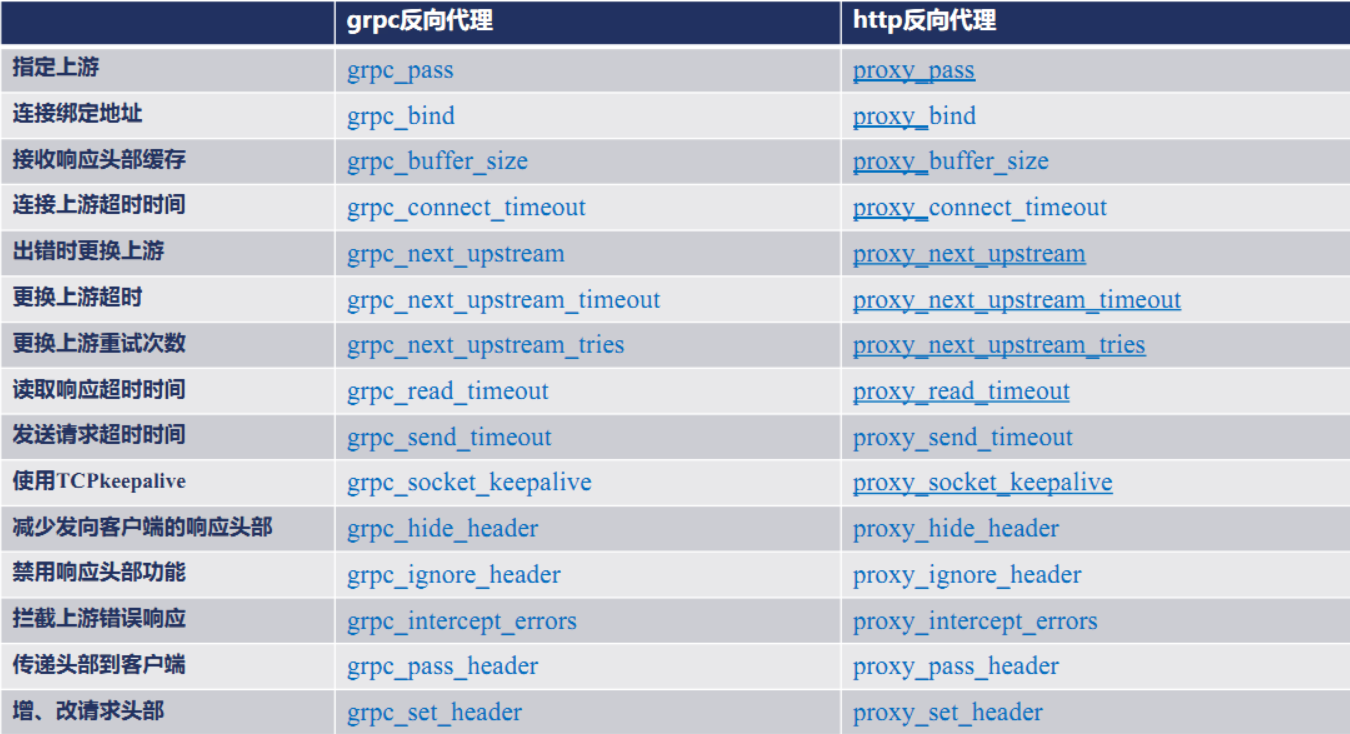 grpc反向代理 http反向代理
指定上游 grpc_pass proxy_pass
连接绑定地址 grpc_bind proxy_bind
接收响应头部缓存 grpc_buffer_size proxy_buffer_size
连接上游超时时间 grpc_connect_timeout proxy_connect_timeout
出错时更换上游 grpc_next_upstream proxy_next_upstream
更换上游超时 grpc_next_upstream_timeout proxy_next_upstream_timeout
更换上游重试次数 grpc_next_upstream_tries proxy_next_upstream_tries
读取响应超时时间 grpc_read_timeout proxy_read_timeout
发送请求超时时间 grpc_send_timeout proxy_send_timeout
使用TCPkeepalive grpc_socket_keepalive proxy_socket_keepalive
减少发向客户端的响应头部 grpc_hide_header proxy_hide_header
禁用响应头部功能 grpc_ignore_header proxy_ignore_header
拦截上游错误响应 grpc_intercept_errors proxy_intercept_errors
传递头部到客户端 grpc_pass_header proxy_pass_header
增、改请求头部 grpc_set_header proxy_set_header